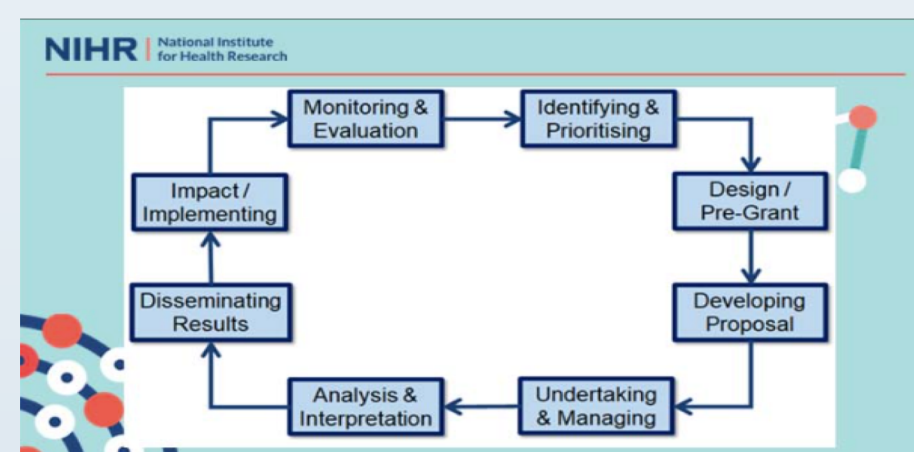 NIHR | National Institute
for Health Research
Monitoring &
Evaluation
Identifying &
Prioritising
Design /
Pre-Grant
Developing
Proposal
Undertaking
& Managing
Analysis &
Interpretation
Disseminating
Results
Impact /
Implementing